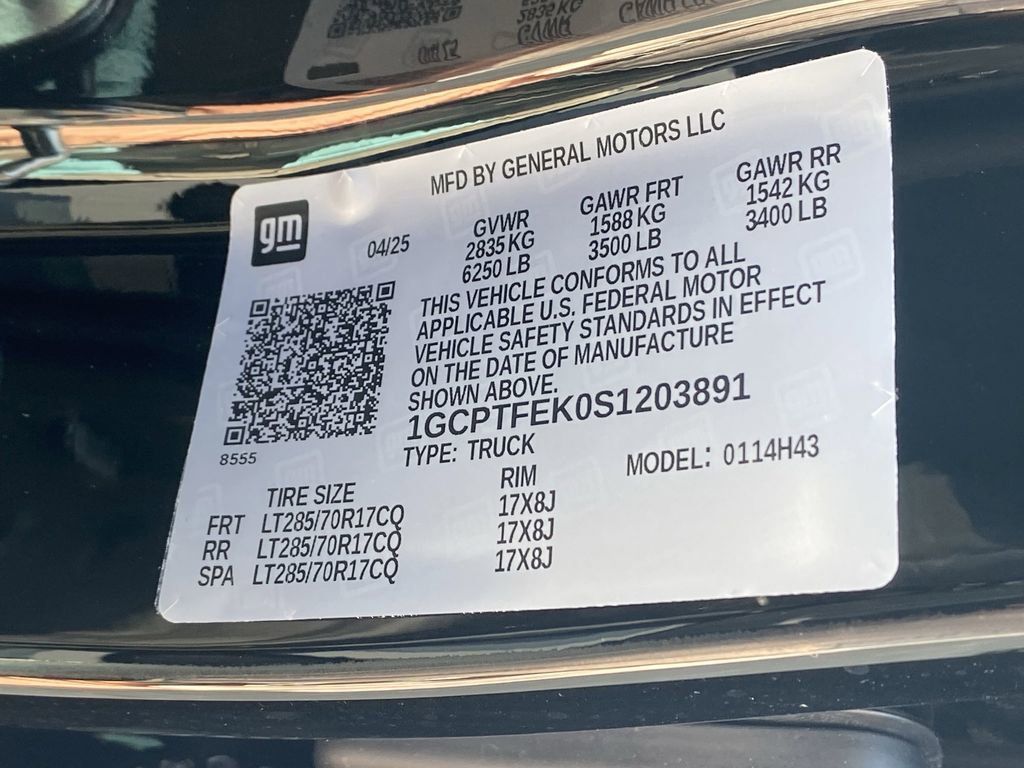 MFD BY GENERAL MOTORS LLC
gm
04/25
GVWR GAWR FRT GAWR RR
2835 KG 1588 KG 1542 KG
6250 LB 3500 LB 3400 LB
THIS VEHICLE CONFORMS TO ALL
APPLICABLE U.S. FEDERAL MOTOR
VEHICLE SAFETY STANDARDS IN EFFECT
ON THE DATE OF MANUFACTURE
SHOWN ABOVE.
1GCPTFEK0S1203891
8555
TYPE: TRUCK MODEL: 0114H43
TIRE SIZE RIM
FRT LT285/70R17CQ 17X8J
RR LT285/70R17CQ 17X8J
SPA LT285/70R17CQ 17X8J